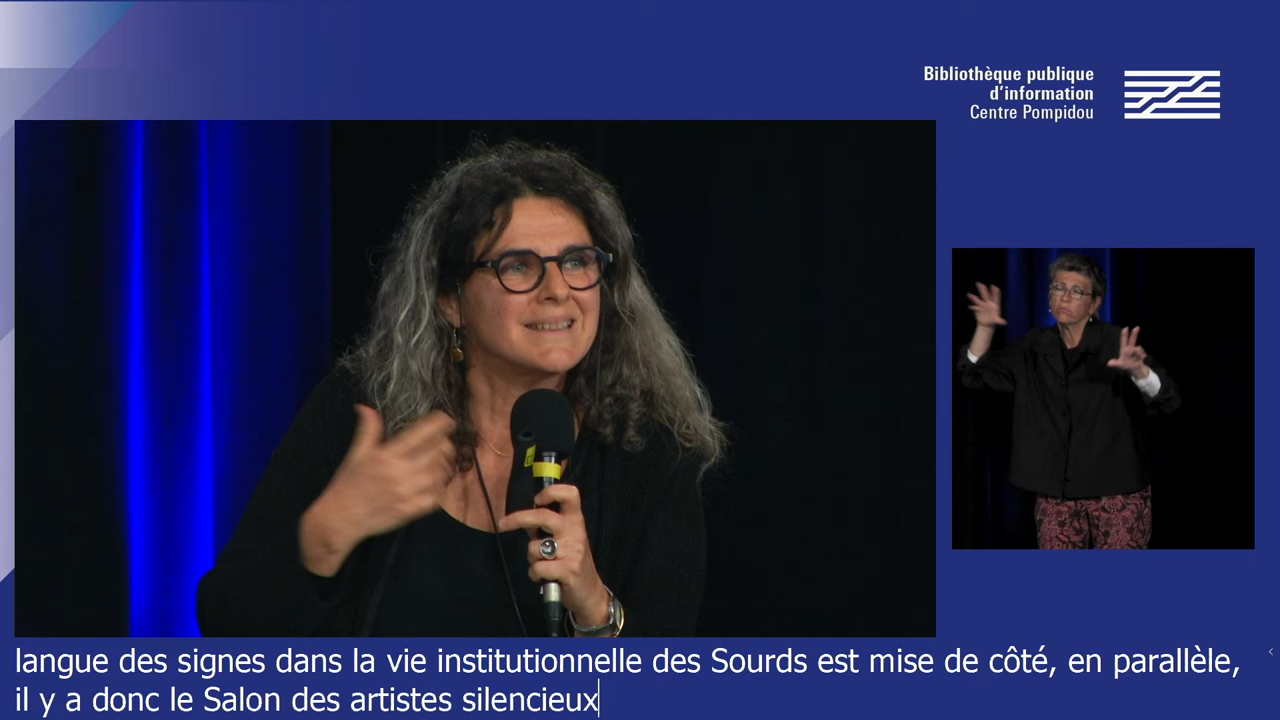 Bibliothèque publique
d'information
Centre Pompidou
langue des signes dans la vie institutionnelle des Sourds est mise de côté, en parallèle,
il y a donc le Salon des artistes silencieux